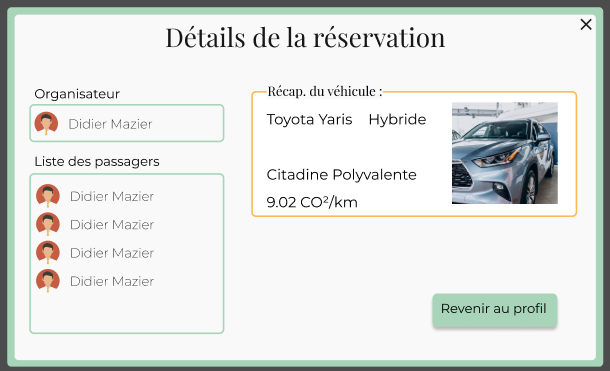 Détails de la réservation
Organisateur
Didier Mazier
Liste des passagers
Didier Mazier
Didier Mazier
Didier Mazier
Didier Mazier
Récap. du véhicule :
Toyota Yaris Hybride
Citadine Polyvalente
9.02 CO²/km
Revenir au profil